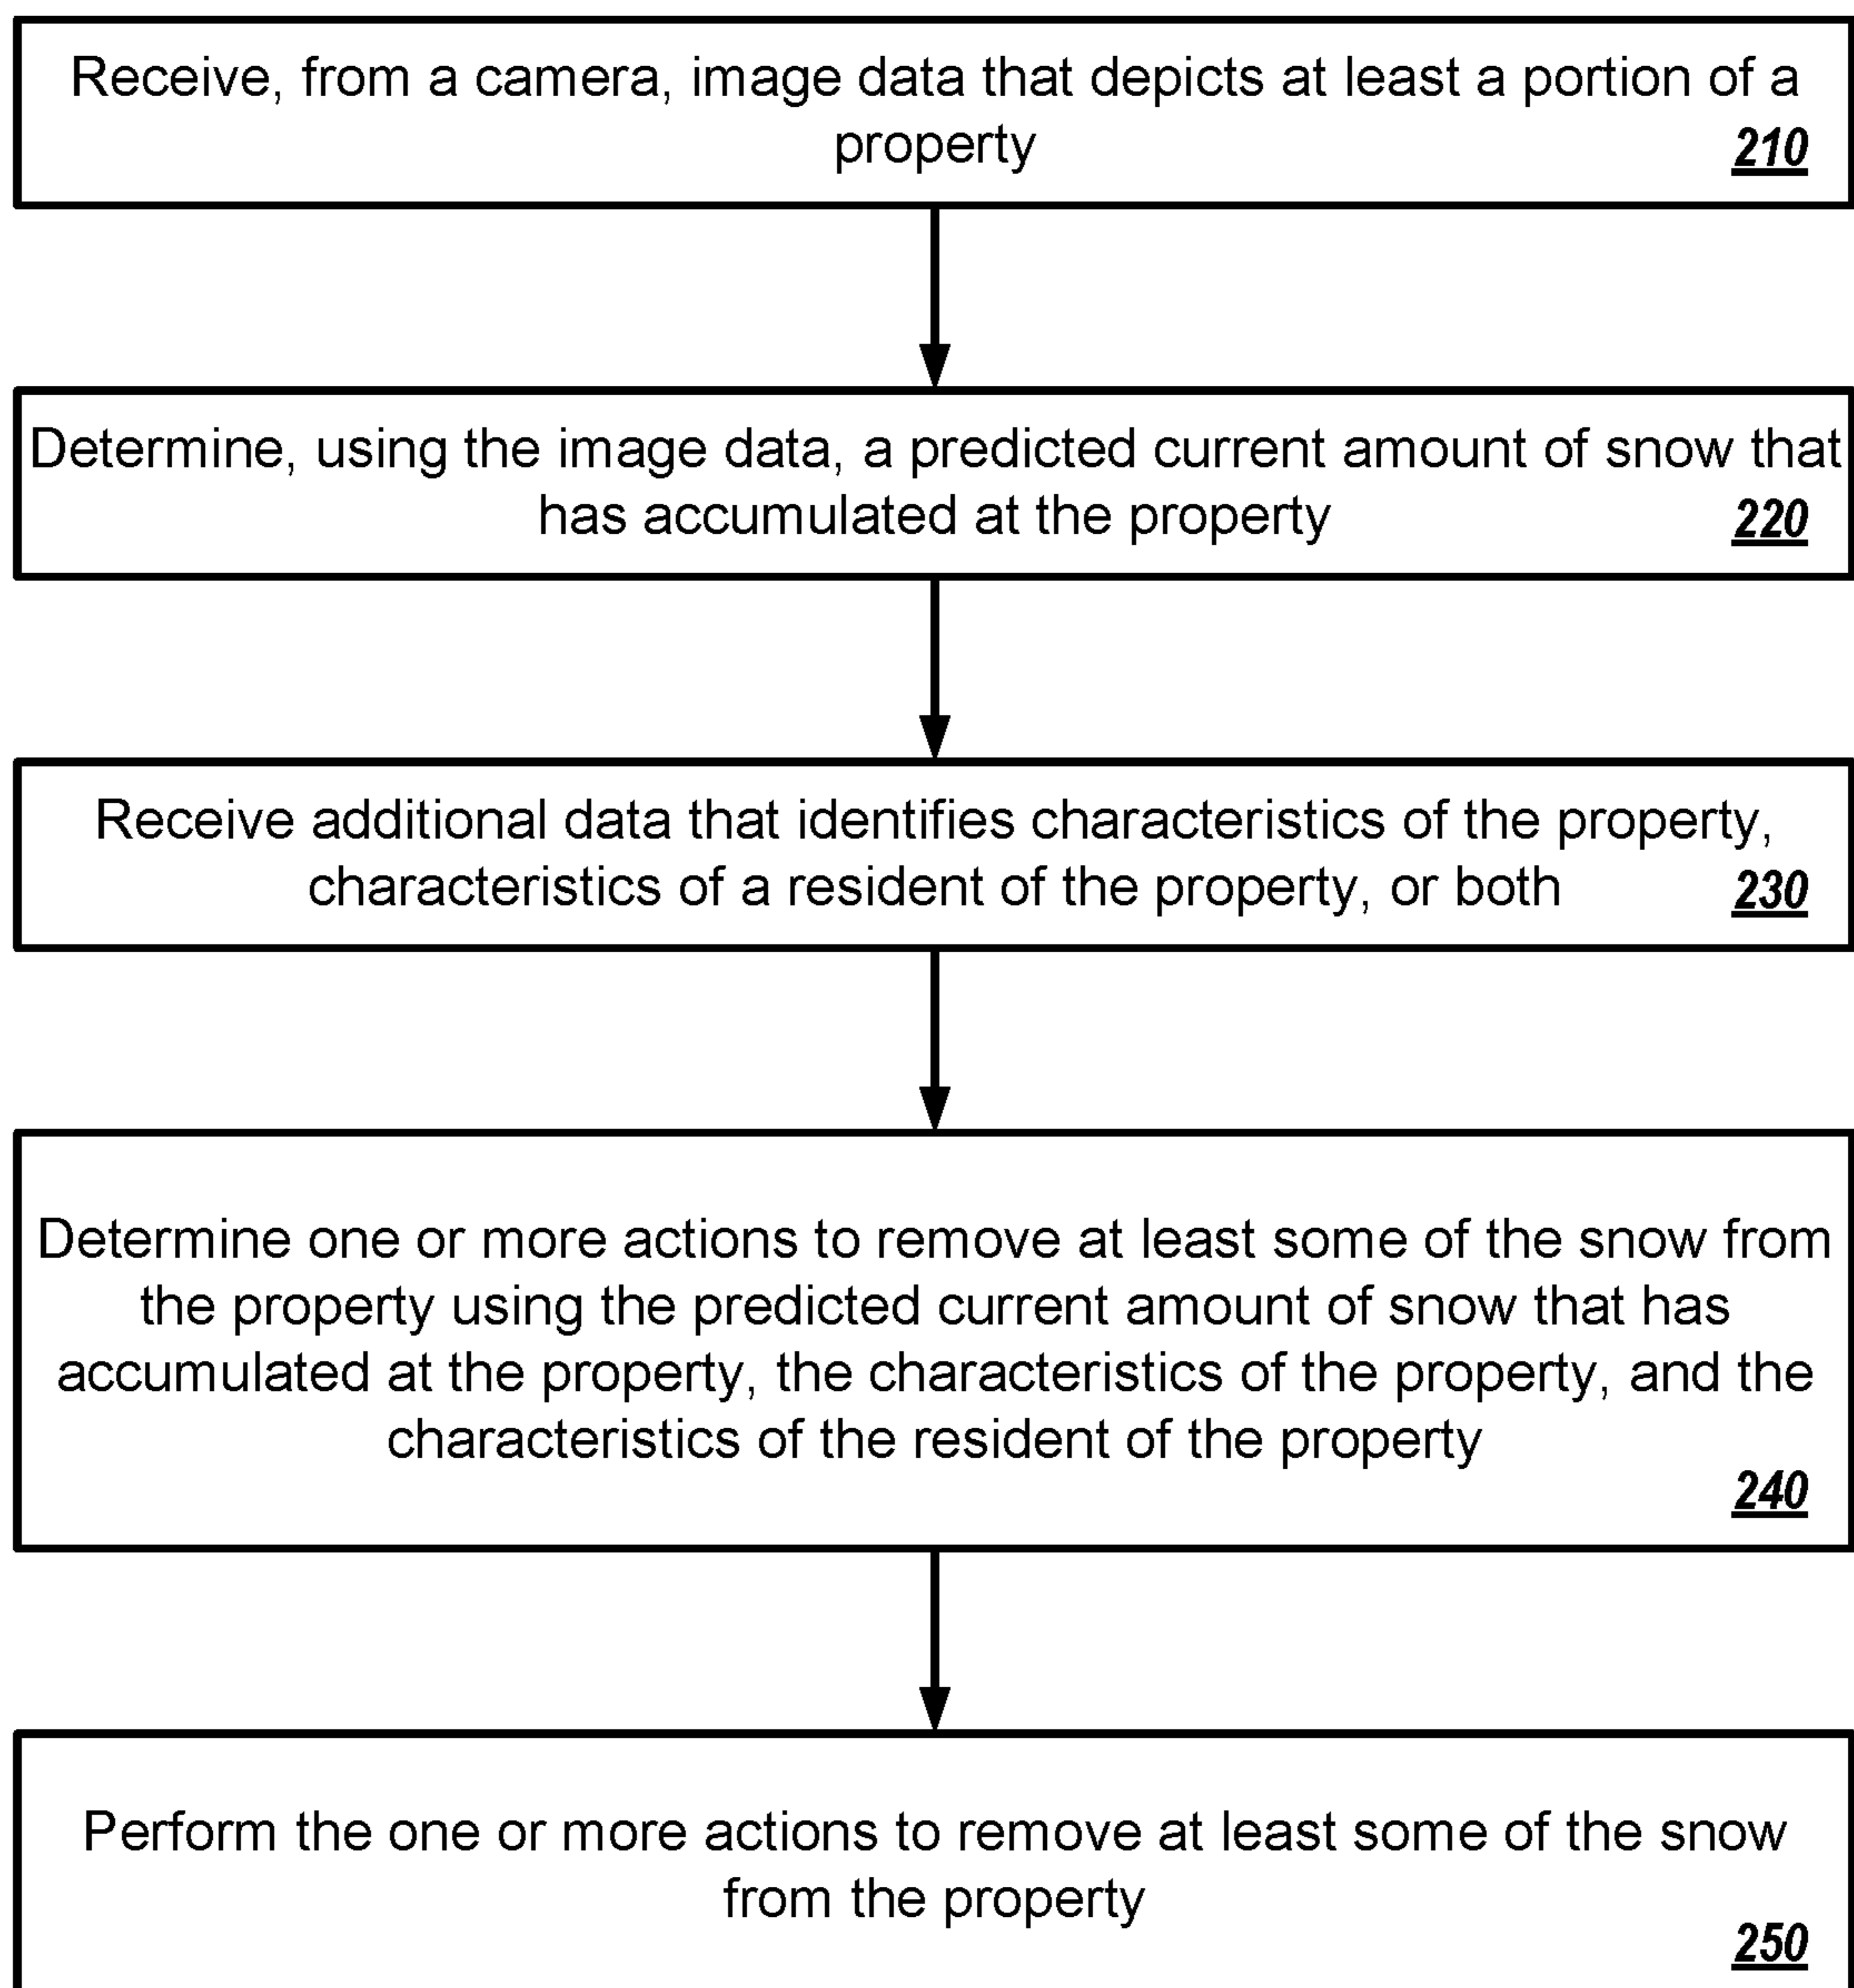 Receive, from a camera, image data that depicts at least a portion of a
property
210
Determine, using the image data, a predicted current amount of snow that
has accumulated at the property
220
Receive additional data that identifies characteristics of the property,
characteristics of a resident of the property, or both
230
Determine one or more actions to remove at least some of the snow from
the property using the predicted current amount of snow that has
accumulated at the property, the characteristics of the property, and the
characteristics of the resident of the property
240
Perform the one or more actions to remove at least some of the snow
from the property
250